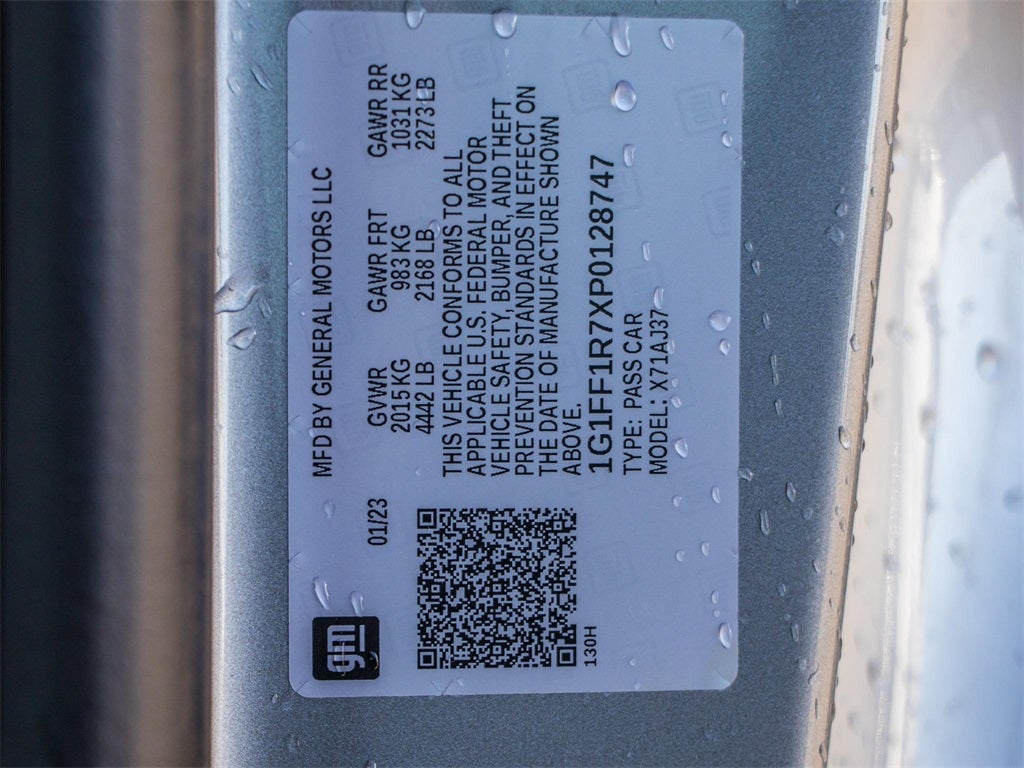 gm
MFD BY GENERAL MOTORS LLC
01/23 GVWR GAWR FRT GAWR RR
2015 KG 983 KG 1031 KG
4442 LB 2168 LB 2273 LB
THIS VEHICLE CONFORMS TO ALL
APPLICABLE U.S. FEDERAL MOTOR
VEHICLE SAFETY, BUMPER, AND THEFT
PREVENTION STANDARDS IN EFFECT ON
THE DATE OF MANUFACTURE SHOWN
ABOVE.
1G1FF1R7XP0128747
TYPE: PASS CAR
MODEL: X71AJ37
130H